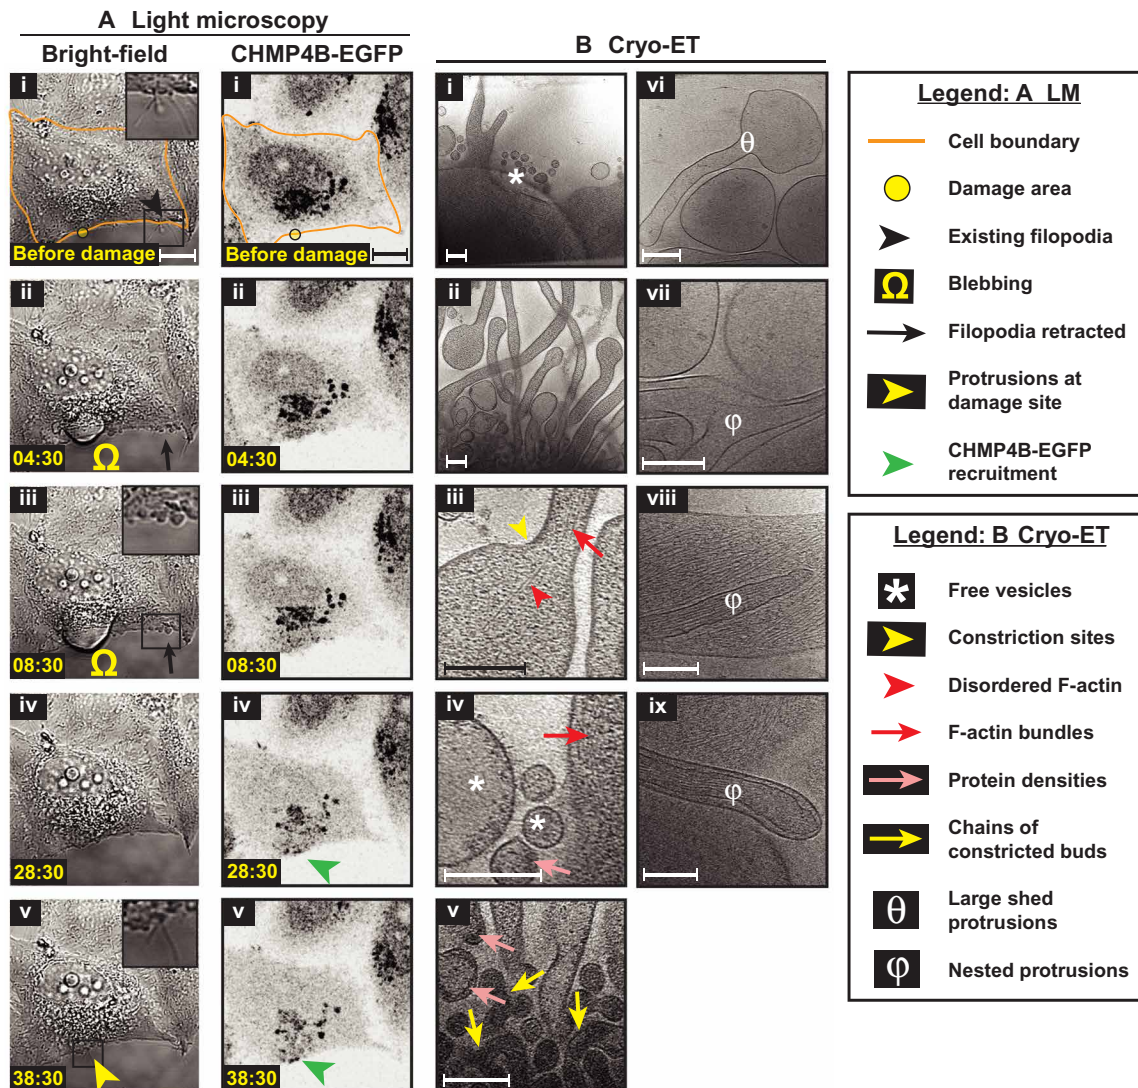 A Light microscopy
Bright-field
CHMP4B-EGFP
i
Before damage
i
Before damage
ii
04:30
Ω
ii
04:30
iii
08:30
Ω
iii
08:30
iv
28:30
iv
28:30
v
38:30
v
38:30
B Cryo-ET
i
*
vi
θ
ii
vii
φ
iii
viii
φ
iv
*
*
ix
φ
v
Legend: A LM
Cell boundary
Damage area
Existing filopodia
Ω Blebbing
Filopodia retracted
Protrusions at
damage site
CHMP4B-EGFP
recruitment
Legend: B Cryo-ET
* Free vesicles
Constriction sites
Disordered F-actin
F-actin bundles
Protein densities
Chains of
constricted buds
θ Large shed
protrusions
φ Nested protrusions